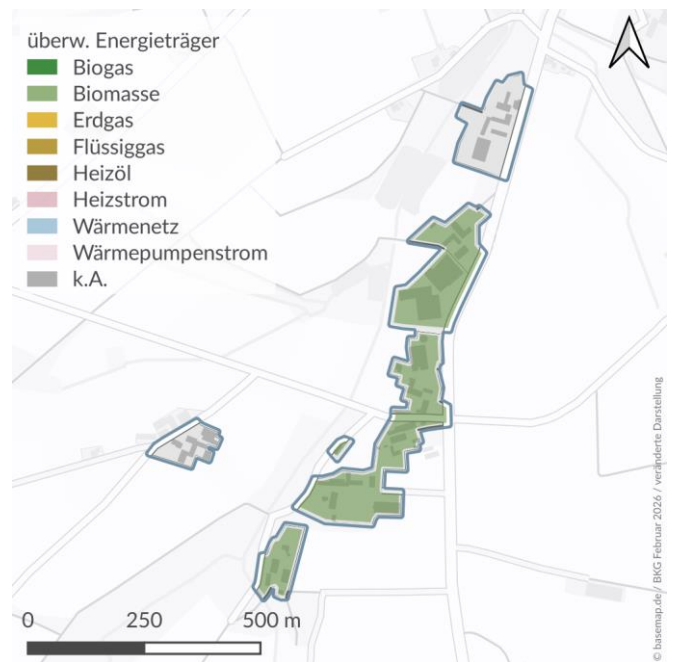 überw. Energieträger
Biogas
Biomasse
Erdgas
Flüssiggas
Heizöl
Heizstrom
Wärmenetz
Wärmepumpenstrom
k.A.
0 250 500 m
© basemap.de / BKG Februar 2026 / veränderte Darstellung